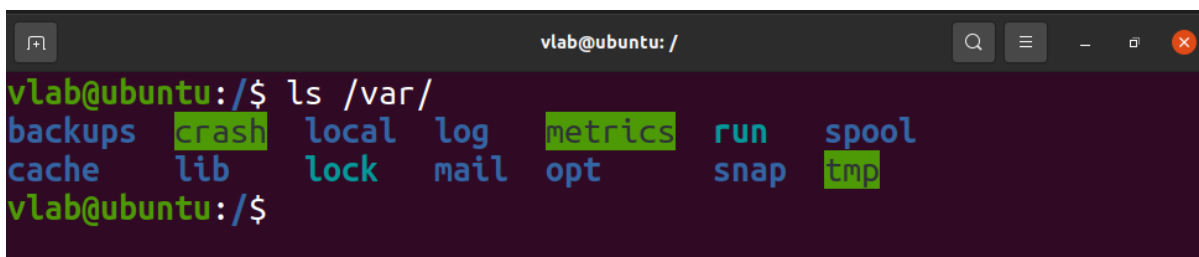 vlab@ubuntu: /
vlab@ubuntu:/$ ls /var/
backups crash local log metrics run spool
cache lib lock mail opt snap tmp
vlab@ubuntu:/$